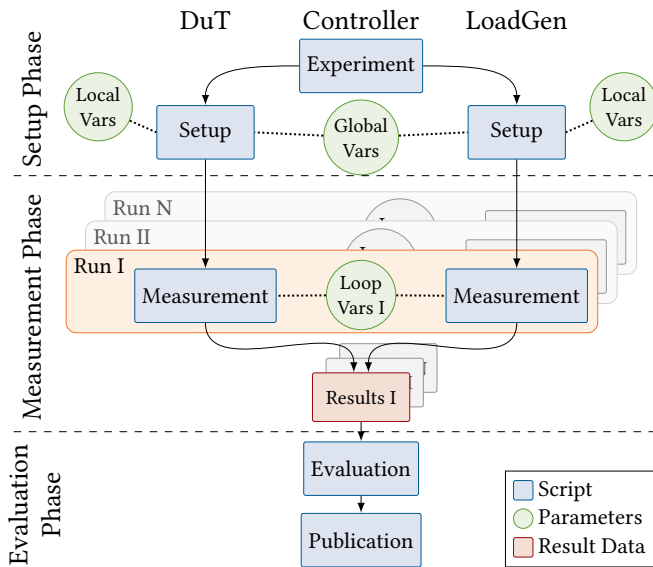 DuT
Controller
LoadGen
Setup Phase
Experiment
Local
Vars
Setup
Global
Vars
Setup
Local
Vars
Measurement Phase
Run N
Run II
Run I
Measurement
Loop
Vars I
Measurement
Results I
Evaluation
Phase
Evaluation
Publication
Script
Parameters
Result Data